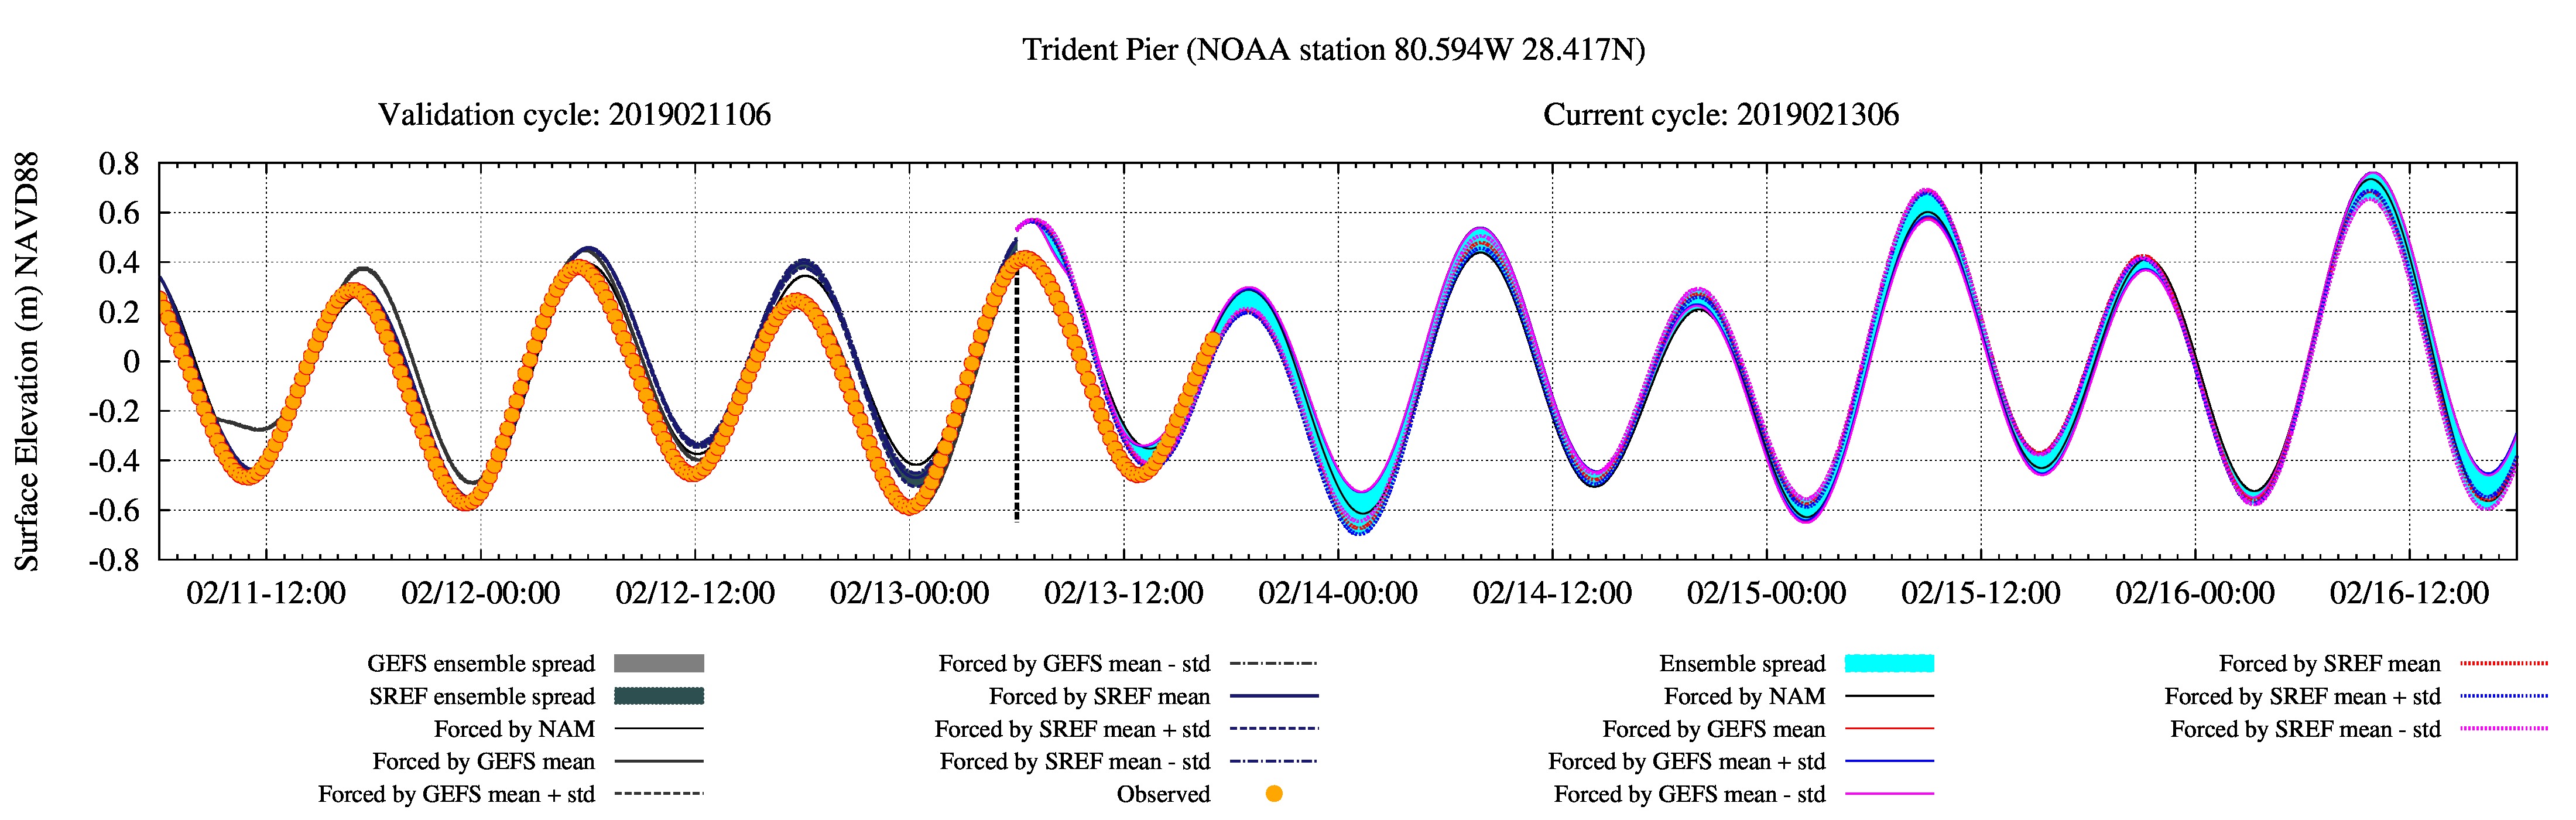 Trident Pier (NOAA station 80.594W 28.417N)
Validation cycle: 2019021106
Current cycle: 2019021306
Surface Elevation (m) NAVD88
0.8
0.6
0.4
0.2
0
-0.2
-0.4
-0.6
-0.8
02/11-12:00 02/12-00:00 02/12-12:00 02/13-00:00 02/13-12:00 02/14-00:00 02/14-12:00 02/15-00:00 02/15-12:00 02/16-00:00 02/16-12:00
GEFS ensemble spread
SREF ensemble spread
Forced by NAM
Forced by GEFS mean
Forced by GEFS mean + std
Forced by GEFS mean - std
Forced by SREF mean
Forced by SREF mean + std
Forced by SREF mean - std
Observed
Ensemble spread
Forced by NAM
Forced by GEFS mean
Forced by GEFS mean + std
Forced by GEFS mean - std
Forced by SREF mean
Forced by SREF mean + std
Forced by SREF mean - std